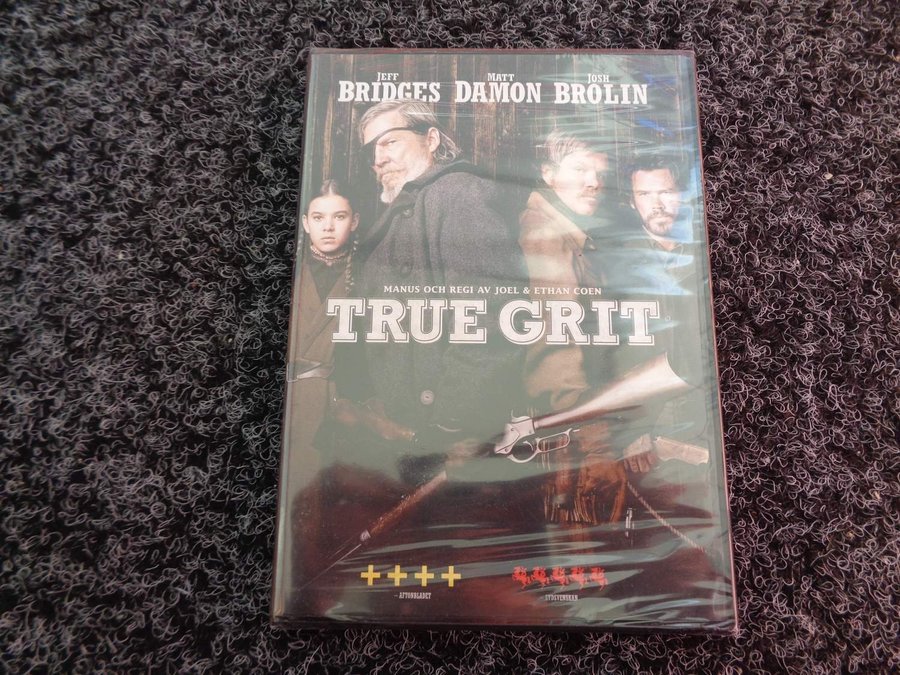 JEFF MATT JOSH
BRIDGES DAMON BROLIN
MANUS OCH REGI AV JOEL & ETHAN COEN
TRUE GRIT
++++
– AFTONBLADET
SYDSVENSKAN